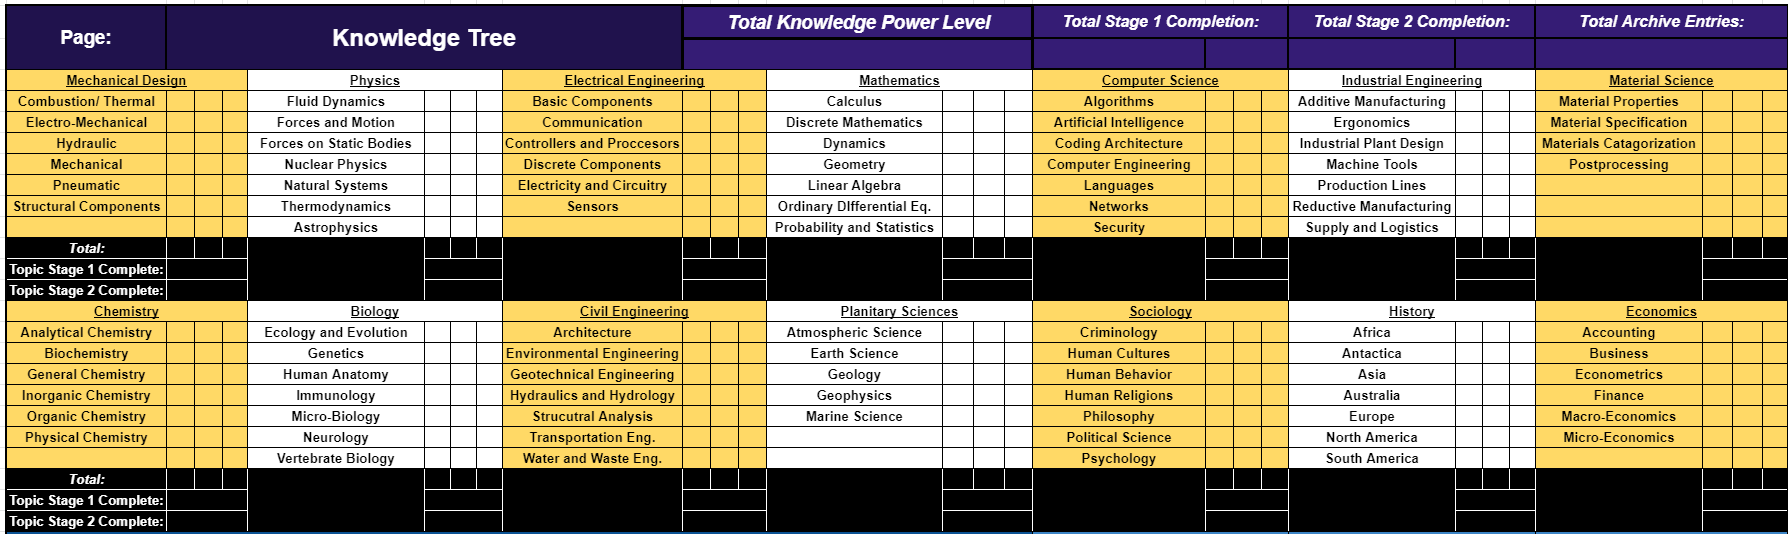 Page: Knowledge Tree Total Knowledge Power Level Total Stage 1 Completion: Total Stage 2 Completion: Total Archive Entries:
Mechanical Design Physics Electrical Engineering Mathematics Computer Science Industrial Engineering Material Science
Combustion/ Thermal Fluid Dynamics Basic Components Calculus Algorithms Additive Manufacturing Material Properties
Electro-Mechanical Forces and Motion Communication Discrete Mathematics Artificial Intelligence Ergonomics Material Specification
Hydraulic Forces on Static Bodies Controllers and Proccesors Dynamics Coding Architecture Industrial Plant Design Materials Catagorization
Mechanical Nuclear Physics Discrete Components Geometry Computer Engineering Machine Tools Postprocessing
Pneumatic Natural Systems Electricity and Circuitry Linear Algebra Languages Production Lines
Structural Components Thermodynamics Sensors Ordinary DIfferential Eq. Networks Reductive Manufacturing
Astrophysics Probability and Statistics Security Supply and Logistics
Total:
Topic Stage 1 Complete:
Topic Stage 2 Complete:
Chemistry Biology Civil Engineering Planitary Sciences Sociology History Economics
Analytical Chemistry Ecology and Evolution Architecture Atmospheric Science Criminology Africa Accounting
Biochemistry Genetics Environmental Engineering Earth Science Human Cultures Antactica Business
General Chemistry Human Anatomy Geotechnical Engineering Geology Human Behavior Asia Econometrics
Inorganic Chemistry Immunology Hydraulics and Hydrology Geophysics Human Religions Australia Finance
Organic Chemistry Micro-Biology Strucutral Analysis Marine Science Philosophy Europe Macro-Economics
Physical Chemistry Neurology Transportation Eng. Political Science North America Micro-Economics
Vertebrate Biology Water and Waste Eng. Psychology South America
Total:
Topic Stage 1 Complete:
Topic Stage 2 Complete: